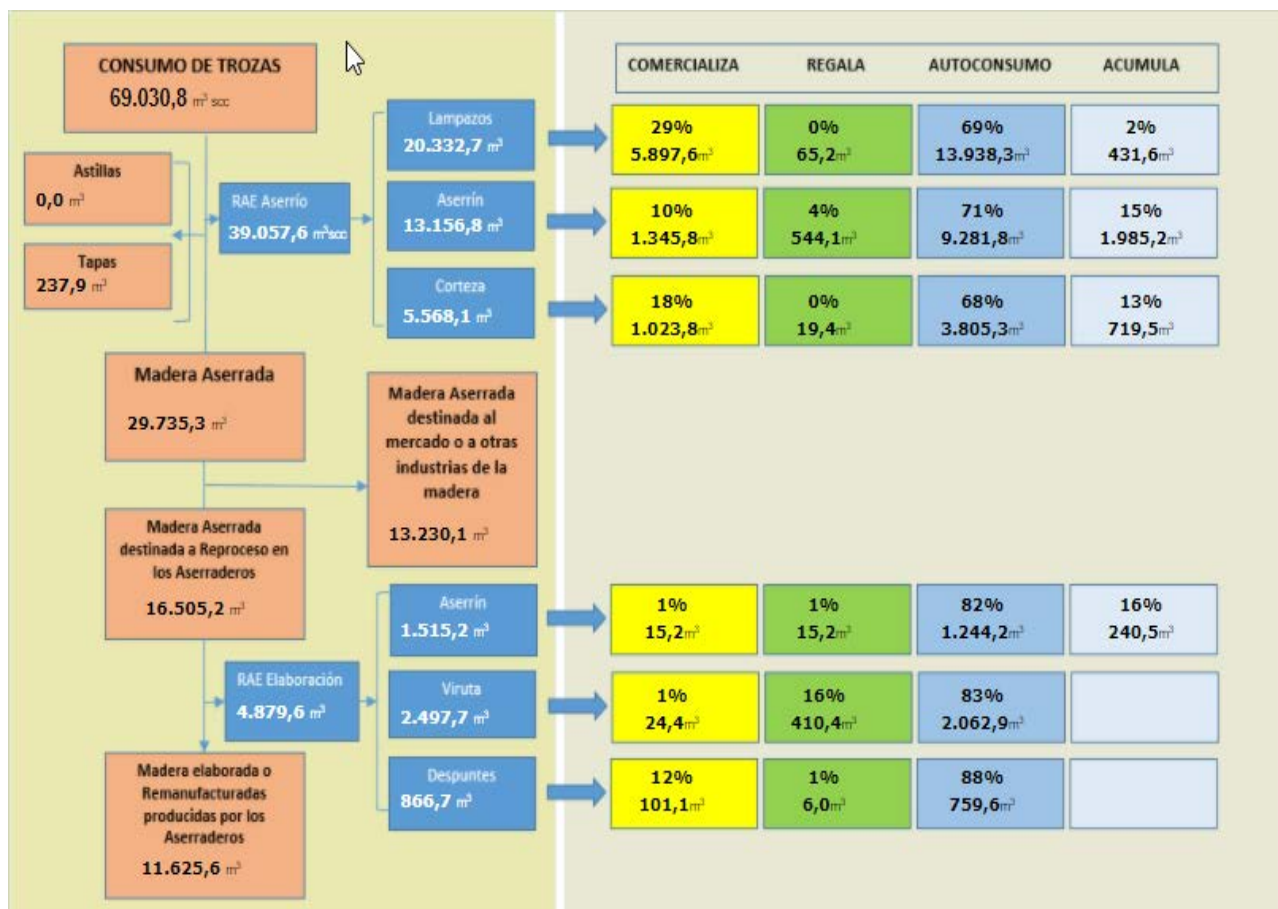 CONSUMO DE TROZAS
69.030,8 m³ scc
Astillas
0,0 m³
Tapas
237,9 m³
RAE Aserrío
39.057,6 m³scc
Lampazos
20.332,7 m³
Aserrín
13.156,8 m³
Corteza
5.568,1 m³
Madera Aserrada
29.735,3 m³
Madera Aserrada
destinada al
mercado o a otras
industrias de la
madera
13.230,1 m³
Madera Aserrada
destinada a Reproceso en
los Aserraderos
16.505,2 m³
RAE Elaboración
4.879,6 m³
Aserrín
1.515,2 m³
Viruta
2.497,7 m³
Despuntes
866,7 m³
Madera elaborada o
Remanufacturadas
producidas por los
Aserraderos
11.625,6 m³
COMERCIALIZA REGALA AUTOCONSUMO ACUMULA
29% 0% 69% 2%
5.897,6m³ 65,2m³ 13.938,3m³ 431,6m³
10% 4% 71% 15%
1.345,8m³ 544,1m³ 9.281,8m³ 1.985,2m³
18% 0% 68% 13%
1.023,8m³ 19,4m³ 3.805,3m³ 719,5m³
1% 1% 82% 16%
15,2m³ 15,2m³ 1.244,2m³ 240,5m³
1% 16% 83%
24,4m³ 410,4m³ 2.062,9m³
12% 1% 88%
101,1m³ 6,0m³ 759,6m³